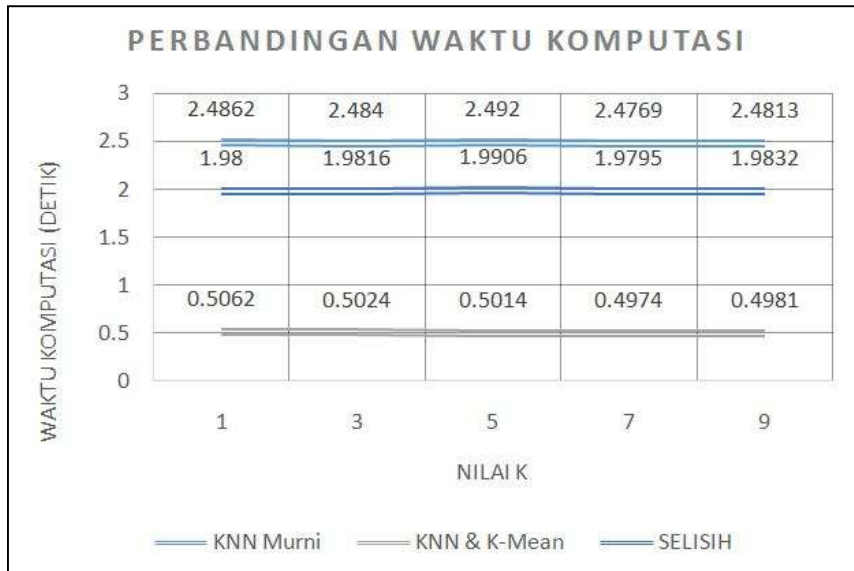 PERBANDINGAN WAKTU KOMPUTASI
WAKTU KOMPUTASI (DETIK)
3
2.4862 2.484 2.492 2.4769 2.4813
2.5
1.98 1.9816 1.9906 1.9795 1.9832
2
1.5
1
0.5062 0.5024 0.5014 0.4974 0.4981
0.5
0
1 3 5 7 9
NILAI K
KNN Murni KNN & K-Mean SELISIH